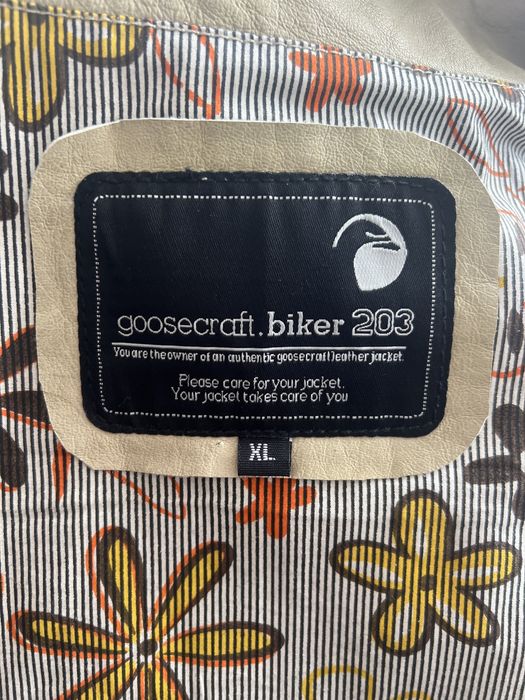 goosecraft.biker 203
You are the owner of an authentic goosecraft leather jacket.
Please care for your jacket.
Your jacket takes care of you
XL